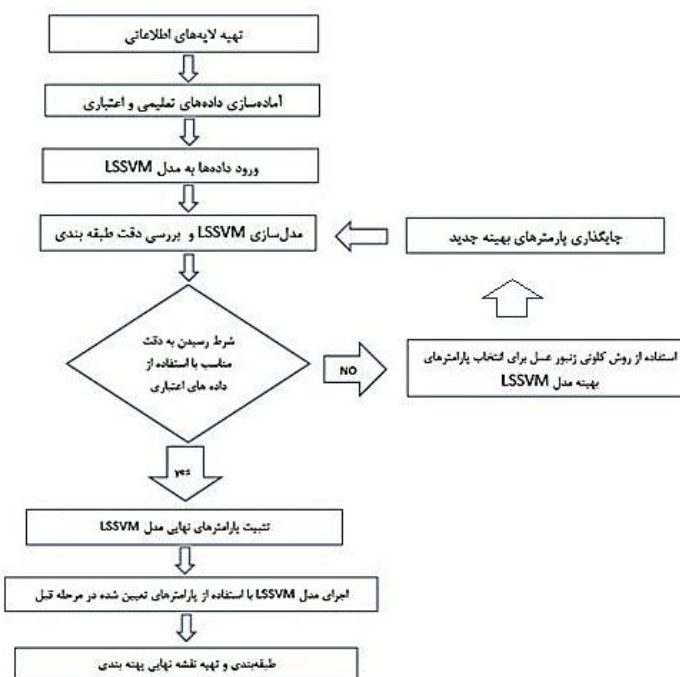 تهیه لایه‌های اطلاعاتی
آماده‌سازی داده‌های تعلیمی و اعتباری
ورود داده‌ها به مدل LSSVM
مدل‌سازی LSSVM و بررسی دقت طبقه بندی
جایگذاری پارمترهای بهینه جدید
شرط رسیدن به دقت
مناسب با استفاده از
داده های اعتباری
NO
استفاده از روش کلونی زنبور عسل برای انتخاب پارامترهای
بهینه مدل LSSVM
yes
تثبیت پارامترهای نهایی مدل LSSVM
اجرای مدل LSSVM با استفاده از پارامترهای تعیین شده در مرحله قبل
طبقه‌بندی و تهیه نقشه نهایی پهنه بندی